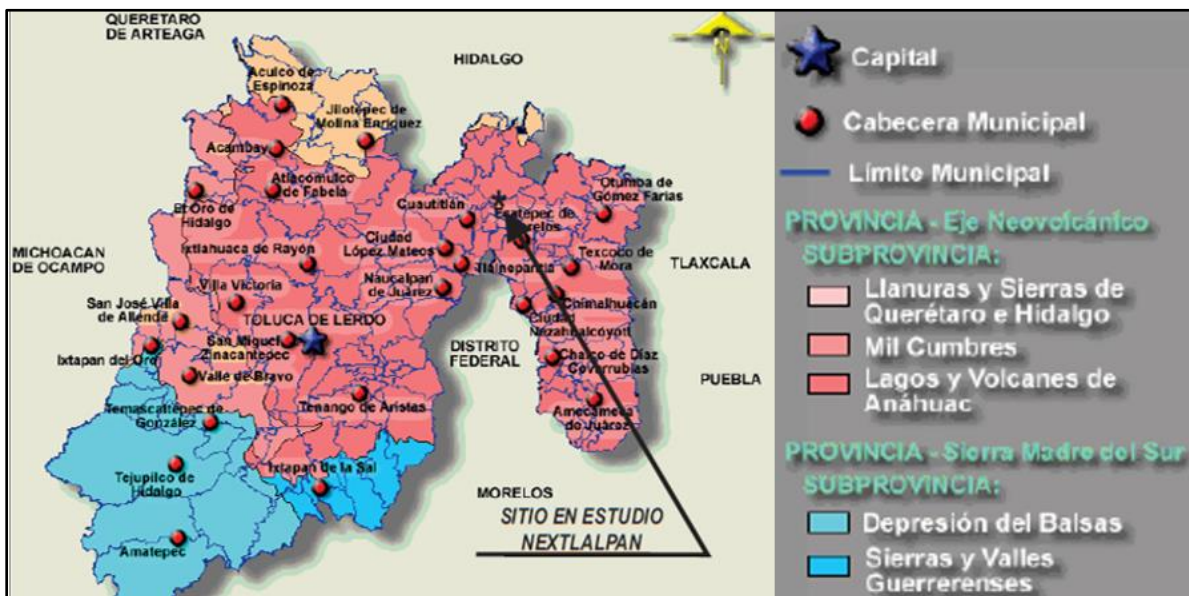 QUERETARO
DE ARTEAGA
HIDALGO
N
Aculco de
Espinoza
Jilotepec de
Molina Enriquez
Acambay
Atlacomulco
de Fabela
El Oro de
Hidalgo
Cuautitlán
Otumba de
Gómez Farías
Ecatepec de
Morelos
Ixtlahuaca de Rayón
Ciudad
López Mateos
MICHOACAN
DE OCAMPO
Tlalnepantla
Texcoco de
Mora
TLAXCALA
Villa Victoria
Naucalpan
de Juárez
Chimalhuacán
San José Villa
de Allende
TOLUCA DE LERDO
Ciudad
Nezahualcoyotl
San Miguel
Zinacantepec
DISTRITO
FEDERAL
Ixtapan del Oro
Chalco de Díaz
Covarrubias
Valle de Bravo
PUEBLA
Tenango de Aristas
Temascaltepec de
González
Amecameca
de Juárez
Ixtapan de la Sal
Tejupilco de
Hidalgo
MORELOS
SITIO EN ESTUDIO
NEXTLALPAN
Amatepec
Capital
Cabecera Municipal
Límite Municipal
PROVINCIA - Eje Neovolcánico
SUBPROVINCIA:
Llanuras y Sierras de
Querétaro e Hidalgo
Mil Cumbres
Lagos y Volcanes de
Anáhuac
PROVINCIA - Sierra Madre del Sur
SUBPROVINCIA:
Depresión del Balsas
Sierras y Valles
Guerrerenses